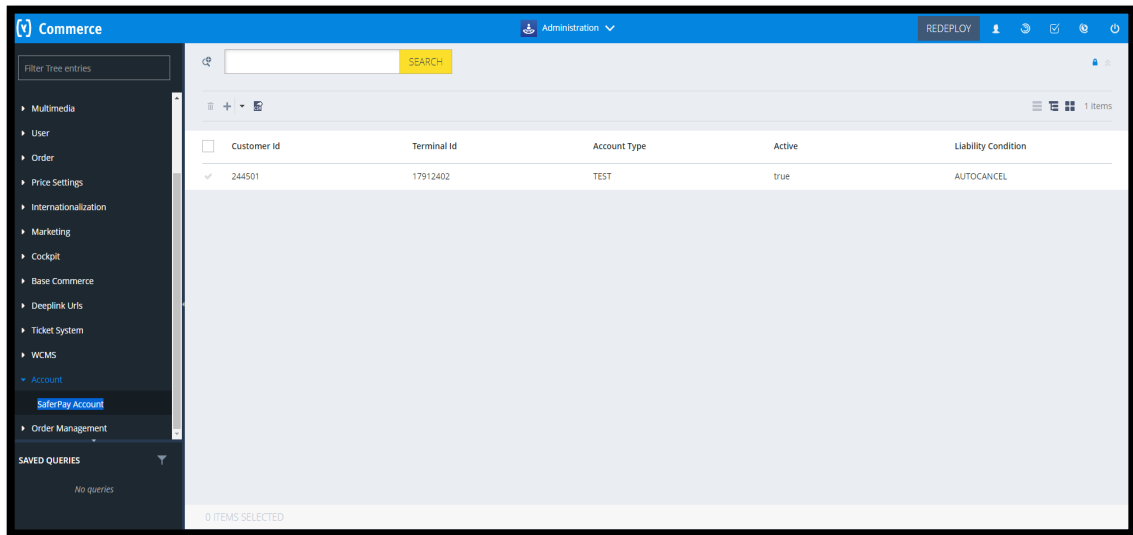 (Y) Commerce
Administration
REDEPLOY
Filter Tree entries
SEARCH
Multimedia
User
Order
Price Settings
Internationalization
Marketing
Cockpit
Base Commerce
Deeplink Urls
Ticket System
WCMS
Account
SaferPay Account
Order Management
SAVED QUERIES
No queries
1 items
Customer Id Terminal Id Account Type Active Liability Condition
244501 17912402 TEST true AUTOCANCEL
0 ITEMS SELECTED